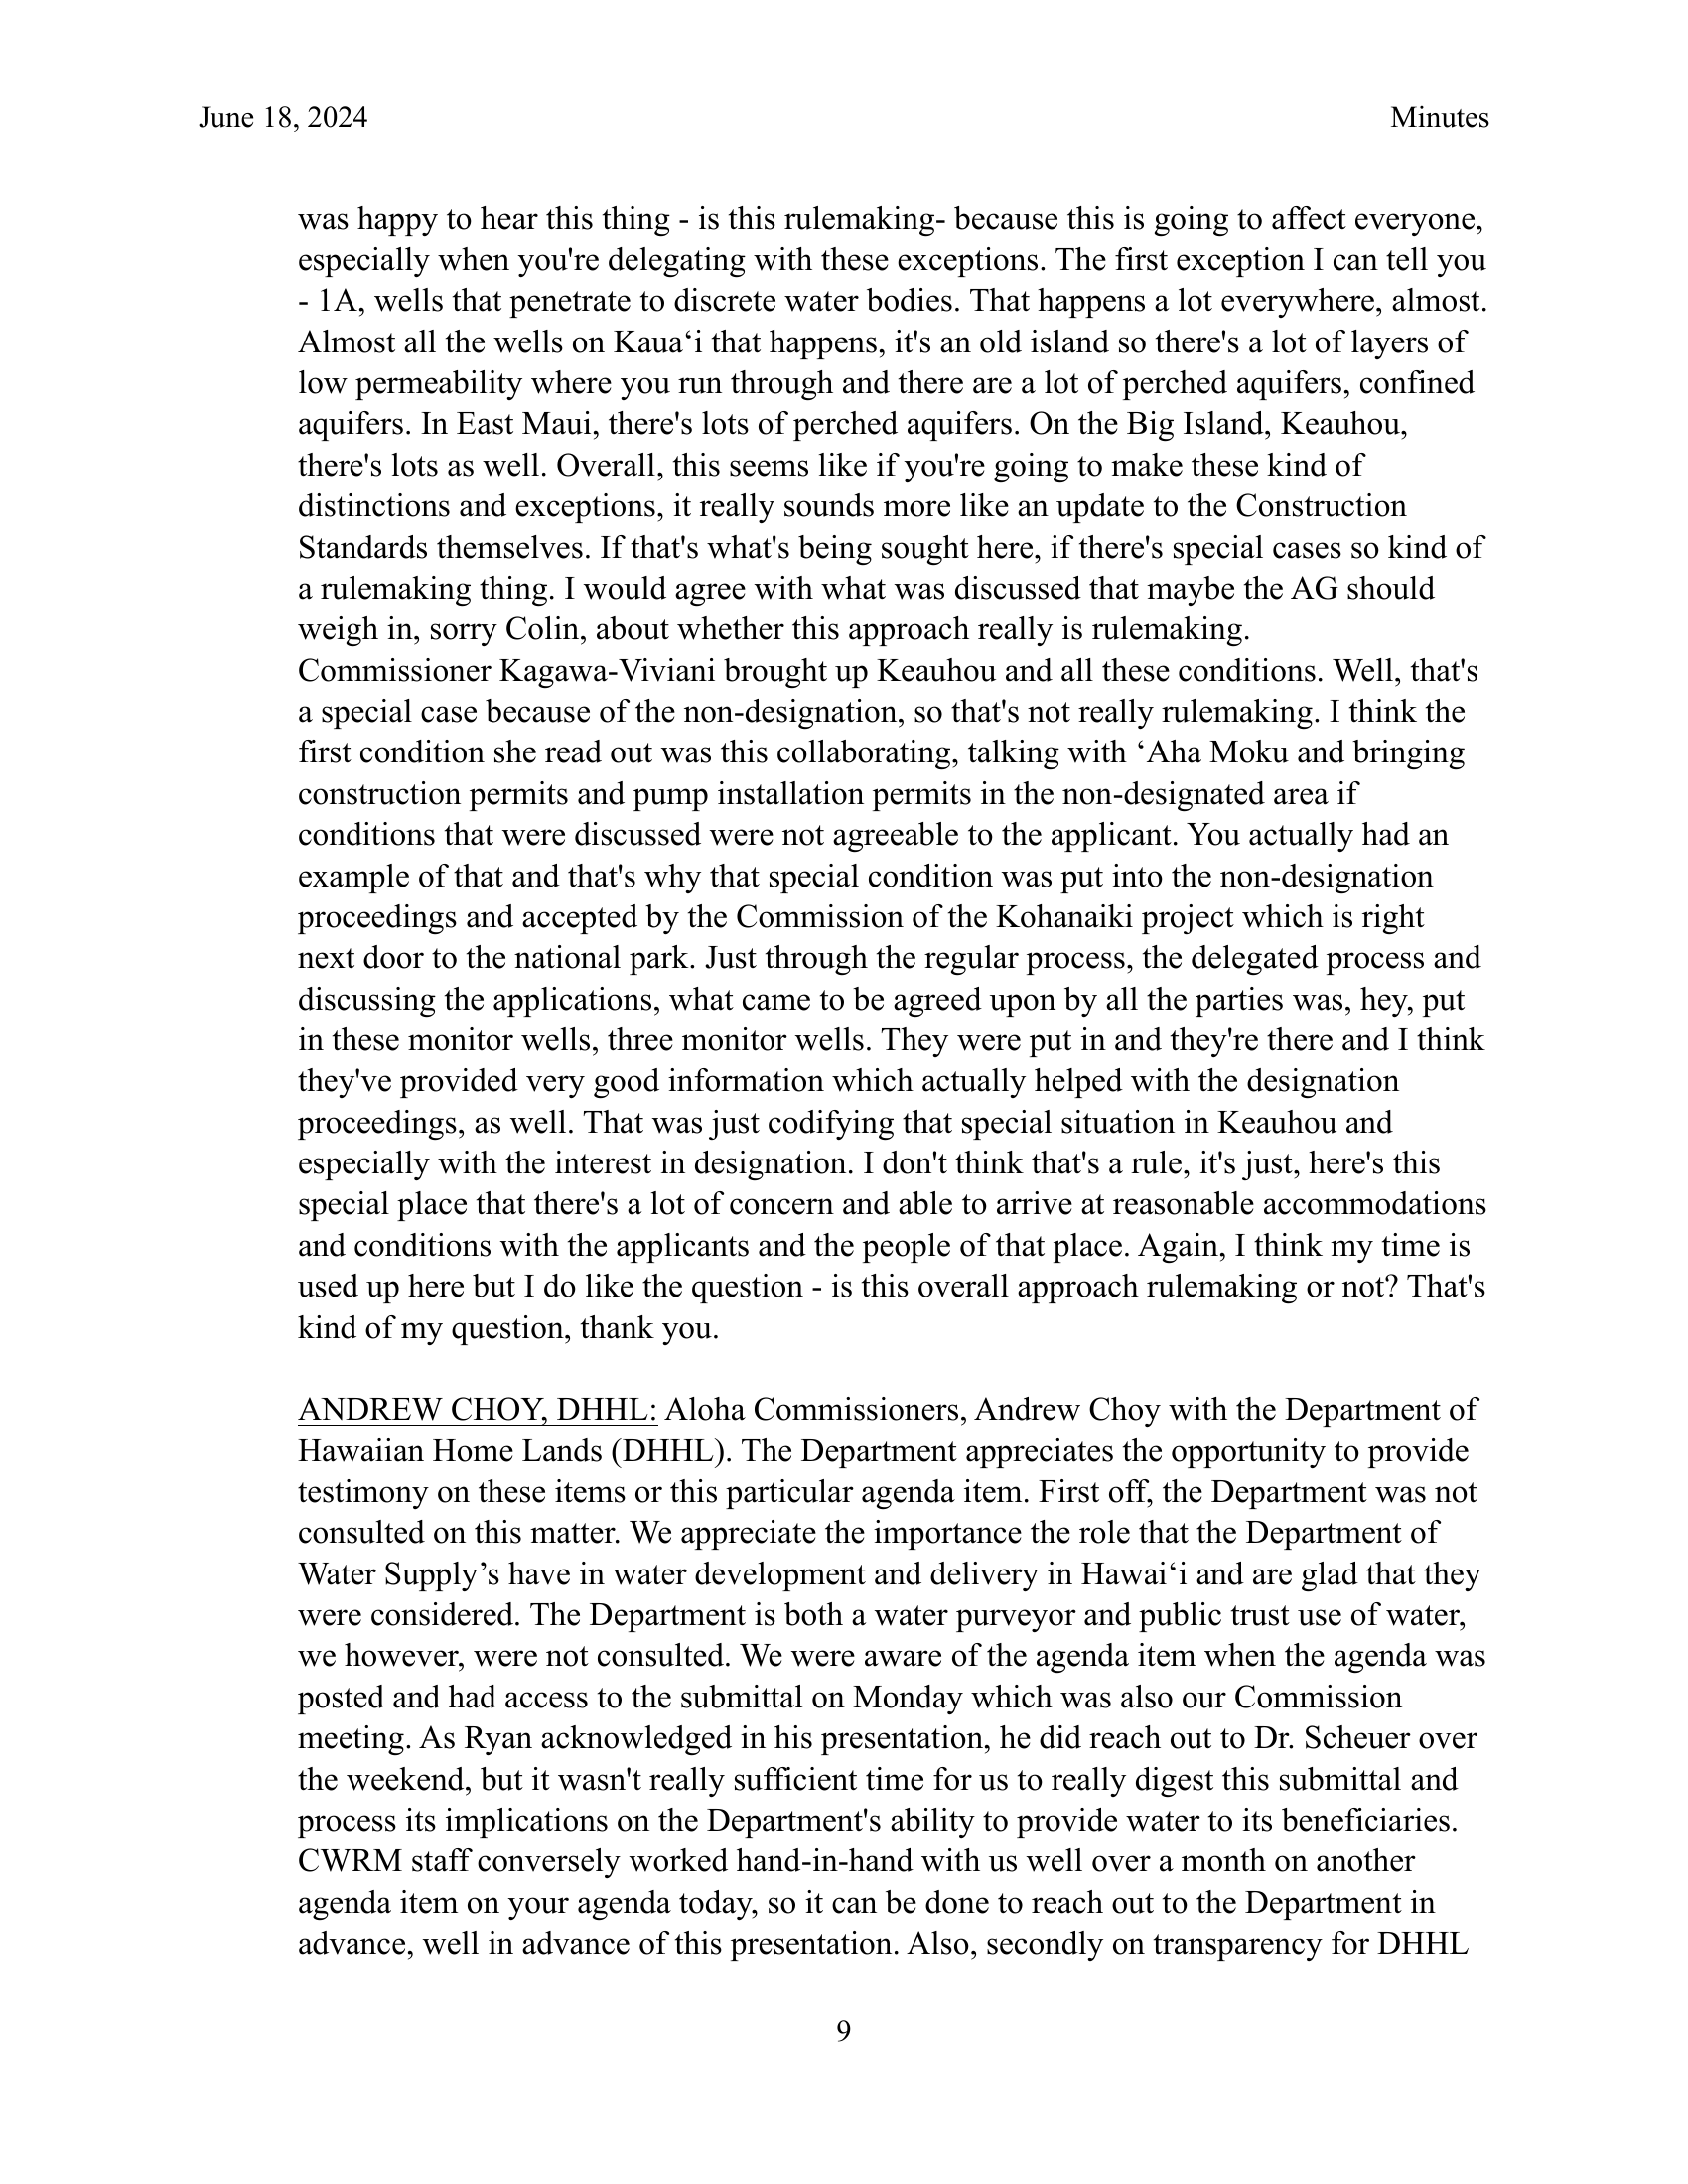 June 18, 2024 Minutes
was happy to hear this thing - is this rulemaking- because this is going to affect everyone,
especially when you're delegating with these exceptions. The first exception I can tell you
- 1A, wells that penetrate to discrete water bodies. That happens a lot everywhere, almost.
Almost all the wells on Kauaʻi that happens, it's an old island so there's a lot of layers of
low permeability where you run through and there are a lot of perched aquifers, confined
aquifers. In East Maui, there's lots of perched aquifers. On the Big Island, Keauhou,
there's lots as well. Overall, this seems like if you're going to make these kind of
distinctions and exceptions, it really sounds more like an update to the Construction
Standards themselves. If that's what's being sought here, if there's special cases so kind of
a rulemaking thing. I would agree with what was discussed that maybe the AG should
weigh in, sorry Colin, about whether this approach really is rulemaking.
Commissioner Kagawa-Viviani brought up Keauhou and all these conditions. Well, that's
a special case because of the non-designation, so that's not really rulemaking. I think the
first condition she read out was this collaborating, talking with ʻAha Moku and bringing
construction permits and pump installation permits in the non-designated area if
conditions that were discussed were not agreeable to the applicant. You actually had an
example of that and that's why that special condition was put into the non-designation
proceedings and accepted by the Commission of the Kohanaiki project which is right
next door to the national park. Just through the regular process, the delegated process and
discussing the applications, what came to be agreed upon by all the parties was, hey, put
in these monitor wells, three monitor wells. They were put in and they're there and I think
they've provided very good information which actually helped with the designation
proceedings, as well. That was just codifying that special situation in Keauhou and
especially with the interest in designation. I don't think that's a rule, it's just, here's this
special place that there's a lot of concern and able to arrive at reasonable accommodations
and conditions with the applicants and the people of that place. Again, I think my time is
used up here but I do like the question - is this overall approach rulemaking or not? That's
kind of my question, thank you.
ANDREW CHOY, DHHL: Aloha Commissioners, Andrew Choy with the Department of
Hawaiian Home Lands (DHHL). The Department appreciates the opportunity to provide
testimony on these items or this particular agenda item. First off, the Department was not
consulted on this matter. We appreciate the importance the role that the Department of
Water Supply’s have in water development and delivery in Hawaiʻi and are glad that they
were considered. The Department is both a water purveyor and public trust use of water,
we however, were not consulted. We were aware of the agenda item when the agenda was
posted and had access to the submittal on Monday which was also our Commission
meeting. As Ryan acknowledged in his presentation, he did reach out to Dr. Scheuer over
the weekend, but it wasn't really sufficient time for us to really digest this submittal and
process its implications on the Department's ability to provide water to its beneficiaries.
CWRM staff conversely worked hand-in-hand with us well over a month on another
agenda item on your agenda today, so it can be done to reach out to the Department in
advance, well in advance of this presentation. Also, secondly on transparency for DHHL
9